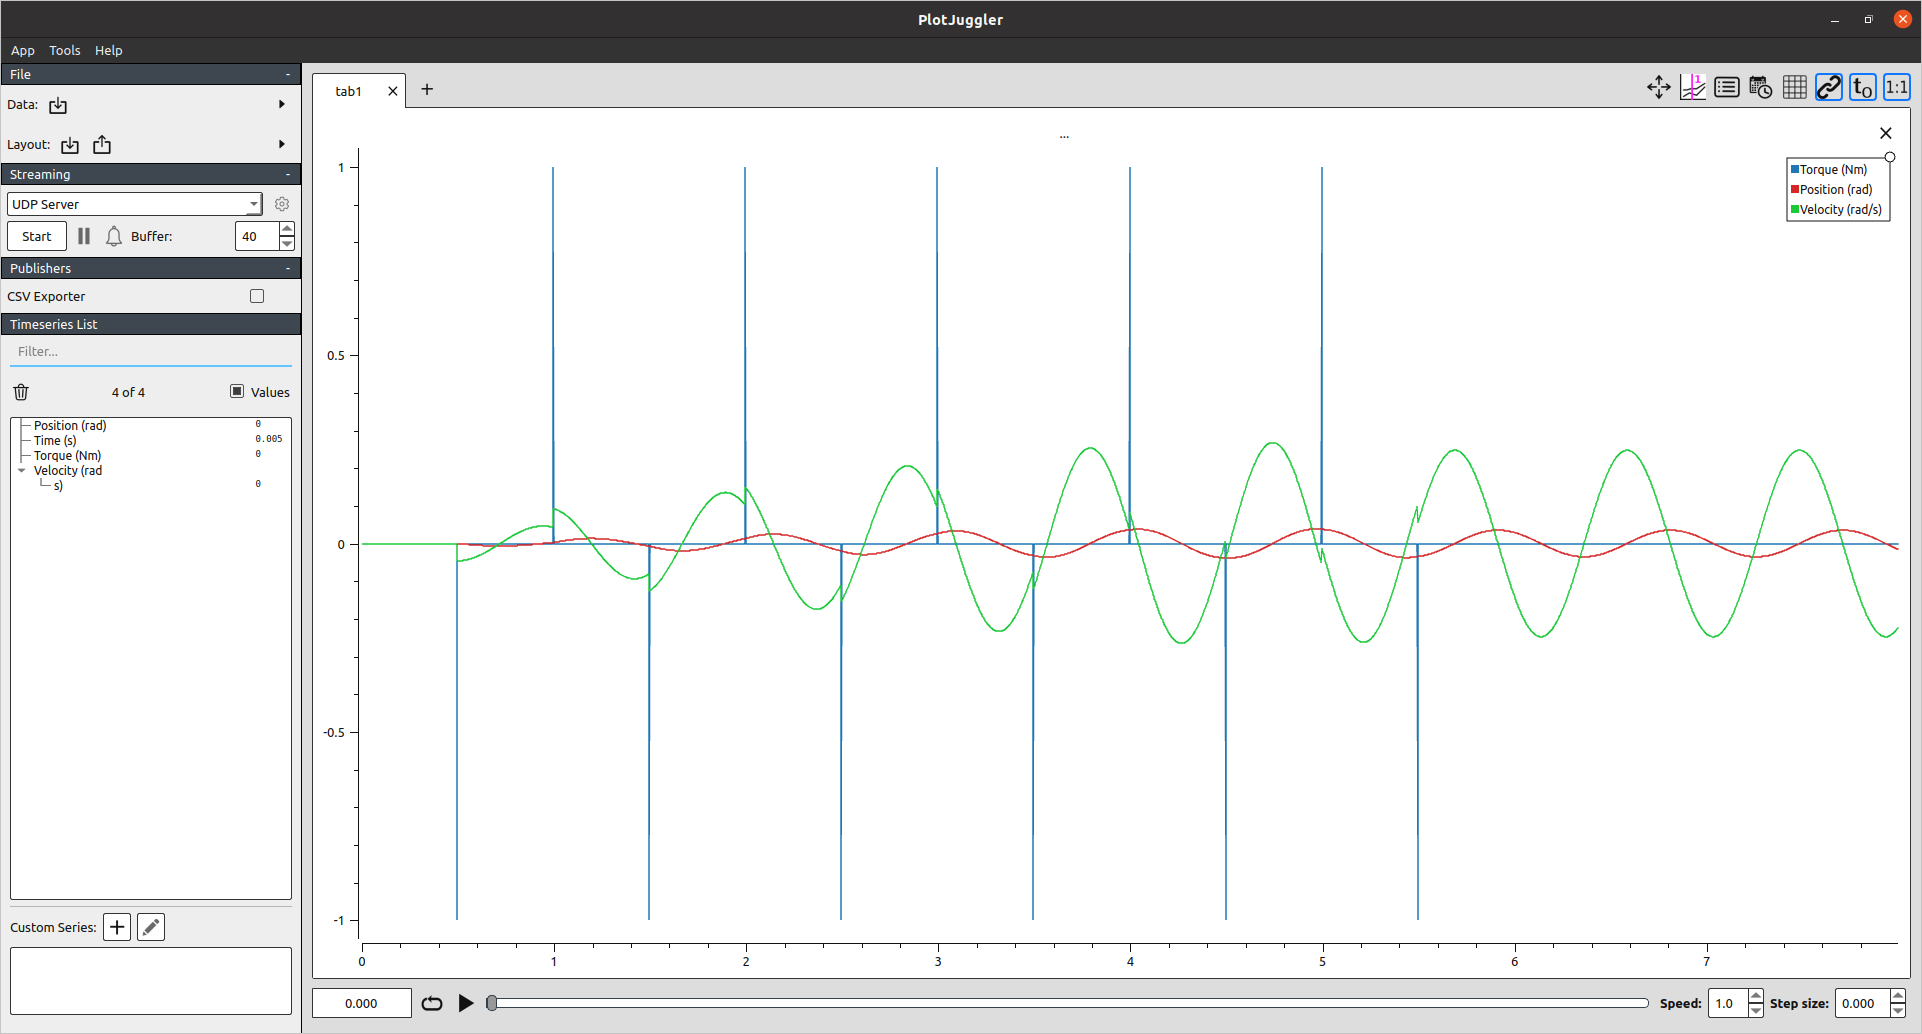 PlotJuggler
App Tools Help
File -
Data:
Layout:
Streaming -
UDP Server
Start Buffer: 40
Publishers -
CSV Exporter
Timeseries List
Filter...
4 of 4 Values
Position (rad) 0
Time (s) 0.005
Torque (Nm) 0
Velocity (rad
s) 0
Custom Series:
tab1
1
t0 1:1
...
Torque (Nm)
Position (rad)
Velocity (rad/s)
1
0.5
0
-0.5
-1
0 1 2 3 4 5 6 7
0.000 Speed: 1.0 Step size: 0.000